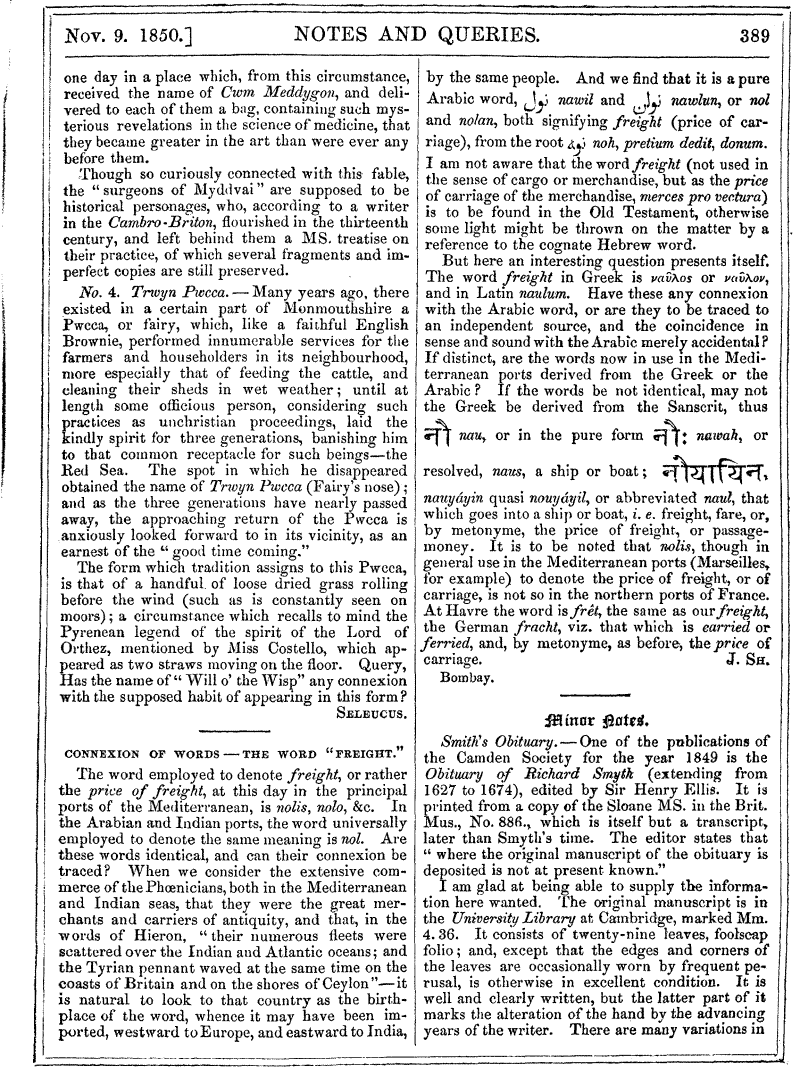 Nov. 9. 1850.] NOTES AND QUERIES. 389
one day in a place which, from this circumstance,
received the name of Cwm Meddygon, and deli-
vered to each of them a bag, containing such mys-
terious revelations in the science of medicine, that
they became greater in the art than were ever any
before them.
Though so curiously connected with this fable,
the "surgeons of Myddvai" are supposed to be
historical personages, who, according to a writer
in the Cambro-Briton, flourished in the thirteenth
century, and left behind them a MS. treatise on
their practice, of which several fragments and im-
perfect copies are still preserved.
No. 4. Trwyn Pwcca.—Many years ago, there
existed in a certain part of Monmouthshire a
Pwcca, or fairy, which, like a faithful English
Brownie, performed innumerable services for the
farmers and householders in its neighbourhood,
more especially that of feeding the cattle, and
cleaning their sheds in wet weather; until at
length some officious person, considering such
practices as unchristian proceedings, laid the
kindly spirit for three generations, banishing him
to that common receptacle for such beings—the
Red Sea. The spot in which he disappeared
obtained the name of Trwyn Pwcca (Fairy's nose);
and as the three generations have nearly passed
away, the approaching return of the Pwcca is
anxiously looked forward to in its vicinity, as an
earnest of the "good time coming."
The form which tradition assigns to this Pwcca,
is that of a handful of loose dried grass rolling
before the wind (such as is constantly seen on
moors); a circumstance which recalls to mind the
Pyrenean legend of the spirit of the Lord of
Orthez, mentioned by Miss Costello, which ap-
peared as two straws moving on the floor. Query,
Has the name of "Will o' the Wisp" any connexion
with the supposed habit of appearing in this form?
SELEUCUS.
CONNEXION OF WORDS—THE WORD "FREIGHT."
The word employed to denote freight, or rather
the price of freight, at this day in the principal
ports of the Mediterranean, is nolis, nolo, &c. In
the Arabian and Indian ports, the word universally
employed to denote the same meaning is nol. Are
these words identical, and can their connexion be
traced? When we consider the extensive com-
merce of the Phœnicians, both in the Mediterranean
and Indian seas, that they were the great mer-
chants and carriers of antiquity, and that, in the
words of Hieron, "their numerous fleets were
scattered over the Indian and Atlantic oceans; and
the Tyrian pennant waved at the same time on the
coasts of Britain and on the shores of Ceylon"—it
is natural to look to that country as the birth-
place of the word, whence it may have been im-
ported, westward to Europe, and eastward to India,
by the same people. And we find that it is a pure
Arabic word, نول nawil and نولن nawlun, or nol
and nolan, both signifying freight (price of car-
riage), from the root نوه noh, pretium dedit, donum.
I am not aware that the word freight (not used in
the sense of cargo or merchandise, but as the price
of carriage of the merchandise, merces pro vectura)
is to be found in the Old Testament, otherwise
some light might be thrown on the matter by a
reference to the cognate Hebrew word.
But here an interesting question presents itself.
The word freight in Greek is ναῦλος or ναῦλον,
and in Latin naulum. Have these any connexion
with the Arabic word, or are they to be traced to
an independent source, and the coincidence in
sense and sound with the Arabic merely accidental?
If distinct, are the words now in use in the Medi-
terranean ports derived from the Greek or the
Arabic? If the words be not identical, may not
the Greek be derived from the Sanscrit, thus
नौ nau, or in the pure form नौः nawah, or
resolved, naus, a ship or boat; नौयायिन्,
nauyáyin quasi nouyáyil, or abbreviated naul, that
which goes into a ship or boat, i. e. freight, fare, or,
by metonyme, the price of freight, or passage-
money. It is to be noted that nolis, though in
general use in the Mediterranean ports (Marseilles,
for example) to denote the price of freight, or of
carriage, is not so in the northern ports of France.
At Havre the word is frêt, the same as our freight,
the German fracht, viz. that which is carried or
ferried, and, by metonyme, as before, the price of
carriage. J. SH.
Bombay.
Minor Notes.
Smith's Obituary.—One of the publications of
the Camden Society for the year 1849 is the
Obituary of Richard Smyth (extending from
1627 to 1674), edited by Sir Henry Ellis. It is
printed from a copy of the Sloane MS. in the Brit.
Mus., No. 886., which is itself but a transcript,
later than Smyth's time. The editor states that
"where the original manuscript of the obituary is
deposited is not at present known."
I am glad at being able to supply the informa-
tion here wanted. The original manuscript is in
the University Library at Cambridge, marked Mm.
4. 36. It consists of twenty-nine leaves, foolscap
folio; and, except that the edges and corners of
the leaves are occasionally worn by frequent pe-
rusal, is otherwise in excellent condition. It is
well and clearly written, but the latter part of it
marks the alteration of the hand by the advancing
years of the writer. There are many variations in